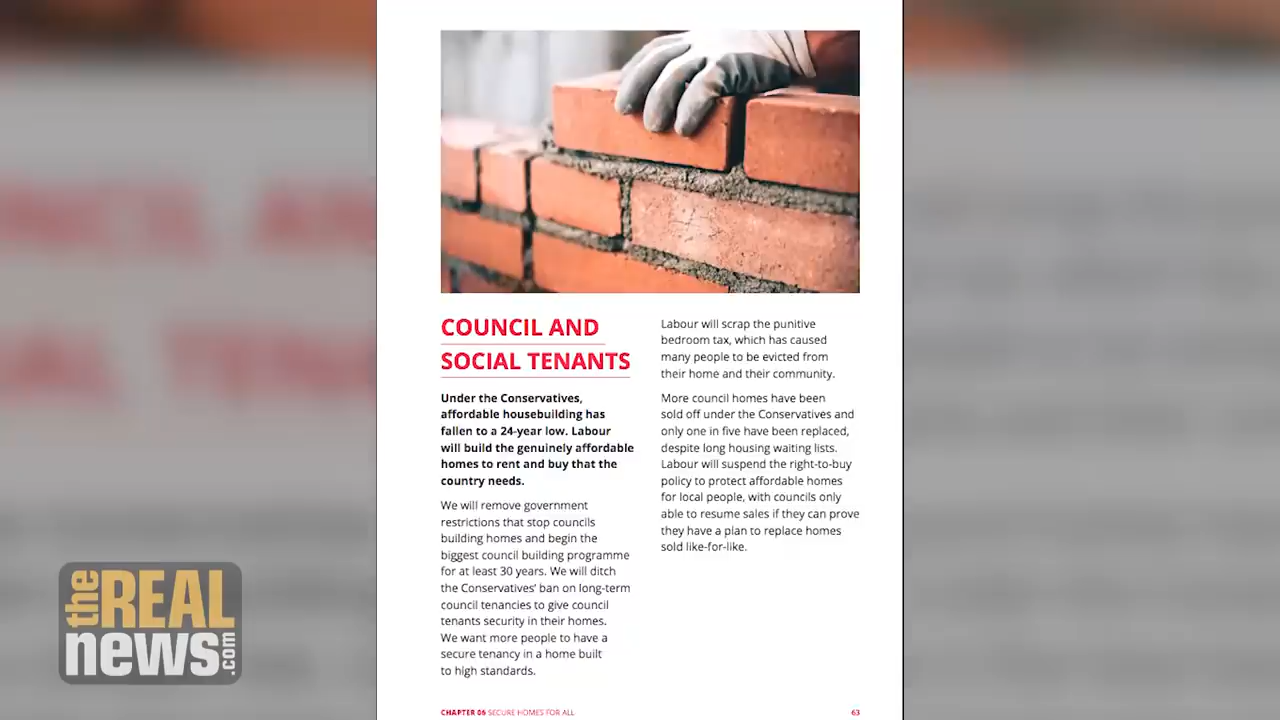 COUNCIL AND
SOCIAL TENANTS
Under the Conservatives,
affordable housebuilding has
fallen to a 24-year low. Labour
will build the genuinely affordable
homes to rent and buy that the
country needs.
We will remove government
restrictions that stop councils
building homes and begin the
biggest council building programme
for at least 30 years. We will ditch
the Conservatives’ ban on long-term
council tenancies to give council
tenants security in their homes.
We want more people to have a
secure tenancy in a home built
to high standards.
Labour will scrap the punitive
bedroom tax, which has caused
many people to be evicted from
their home and their community.
More council homes have been
sold off under the Conservatives and
only one in five have been replaced,
despite long housing waiting lists.
Labour will suspend the right-to-buy
policy to protect affordable homes
for local people, with councils only
able to resume sales if they can prove
they have a plan to replace homes
sold like-for-like.
CHAPTER 06 SECURE HOMES FOR ALL
63
the REAL
news.com